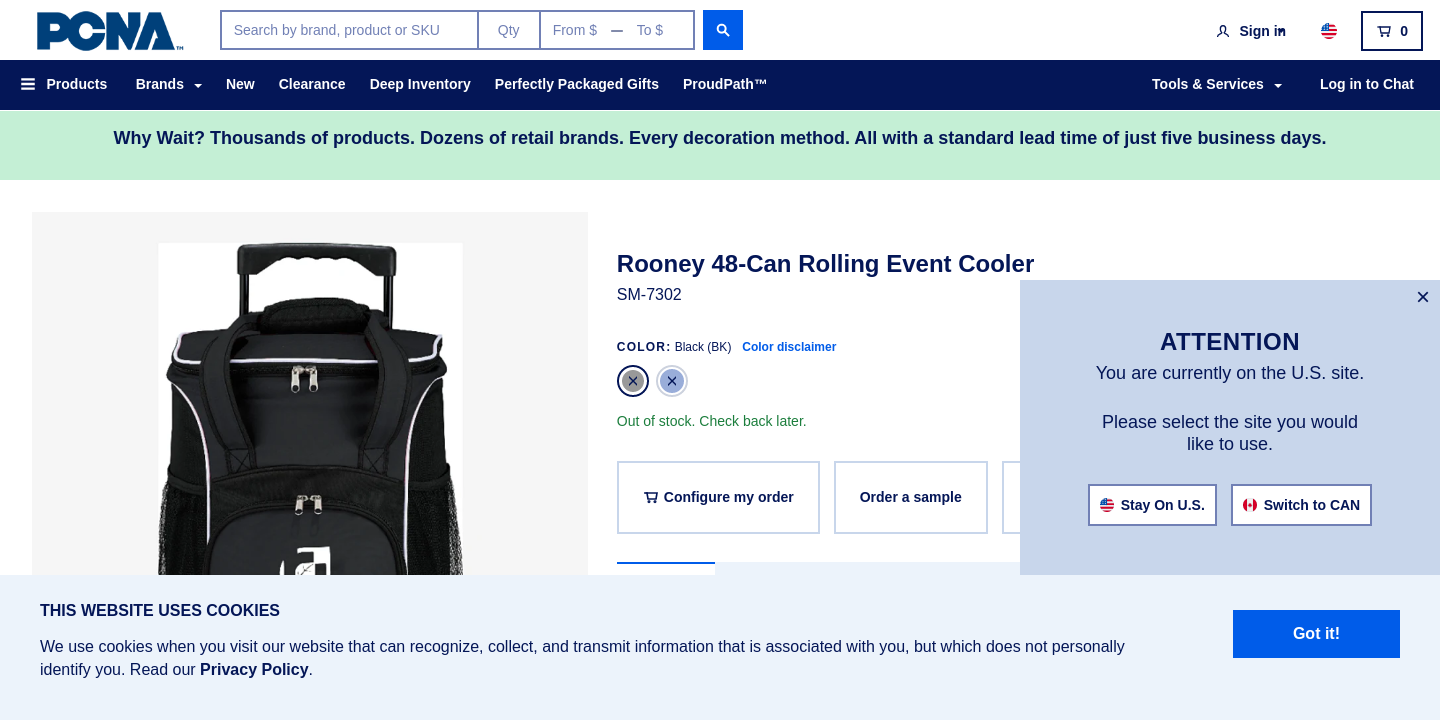 PCNA™
Search by brand, product or SKU
Qty
From $ — To $
Sign in
0
Products
Brands
New
Clearance
Deep Inventory
Perfectly Packaged Gifts
ProudPath™
Tools & Services
Log in to Chat
Why Wait? Thousands of products. Dozens of retail brands. Every decoration method. All with a standard lead time of just five business days.
Rooney 48-Can Rolling Event Cooler
SM-7302
COLOR: Black (BK) Color disclaimer
Out of stock. Check back later.
Configure my order
Order a sample
ATTENTION
You are currently on the U.S. site.
Please select the site you would
like to use.
Stay On U.S.
Switch to CAN
THIS WEBSITE USES COOKIES
We use cookies when you visit our website that can recognize, collect, and transmit information that is associated with you, but which does not personally
identify you. Read our Privacy Policy.
Got it!